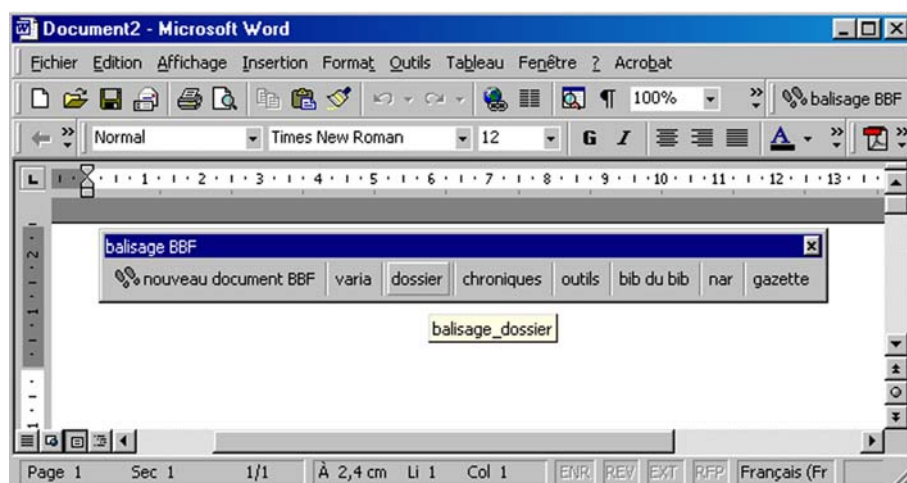 Document2 - Microsoft Word
Fichier Edition Affichage Insertion Format Outils Tableau Fenêtre ? Acrobat
100% balisage BBF
Normal Times New Roman 12 G I A
1 2 3 4 5 6 7 8 9 10 11 12 13
balisage BBF
nouveau document BBF varia dossier chroniques outils bib du bib nar gazette
balisage_dossier
2
1
Page 1 Sec 1 1/1 À 2,4 cm Li 1 Col 1 ENR REV EXT RFP Français (Fr